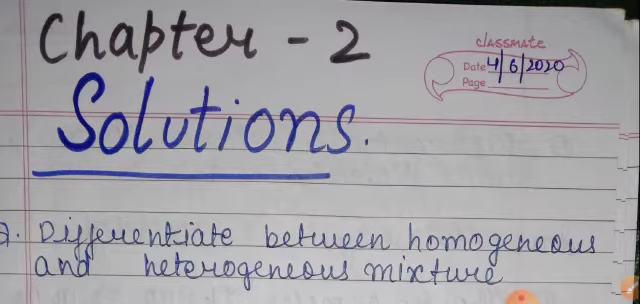 Chapter - 2
classmate
Date 4/6/2020
Page
Solutions.
Differentiate between homogeneous
and heterogeneous mixture